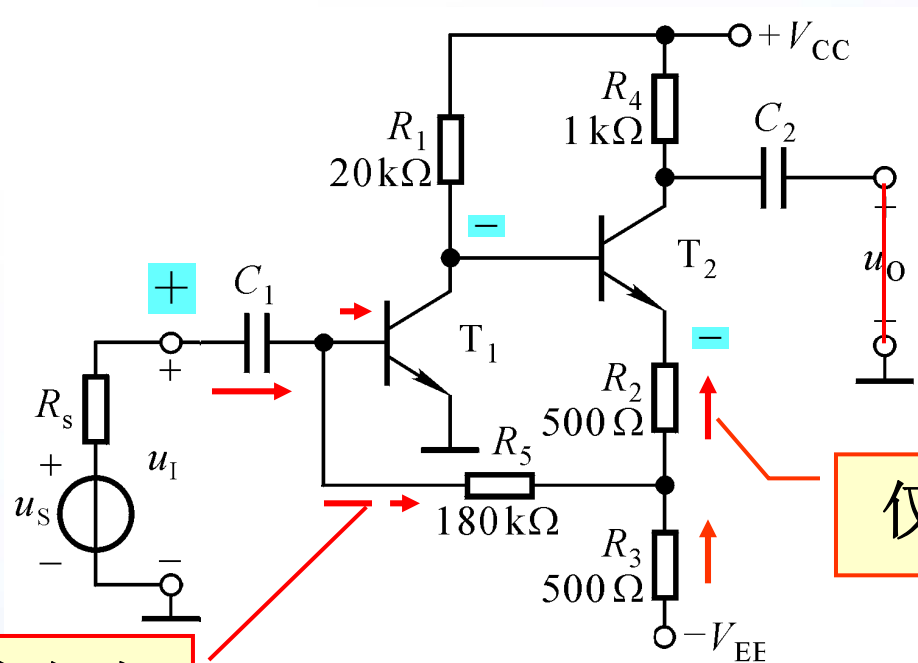 +V_CC
R_4
1 kΩ
C_2
R_1
20 kΩ
−
T_2
+
u_O
−
+
C_1
T_1
−
+
R_s
R_2
500 Ω
R_5
+
u_I
u_S
180 kΩ
仅
−
−
R_3
500 Ω
−V_EE